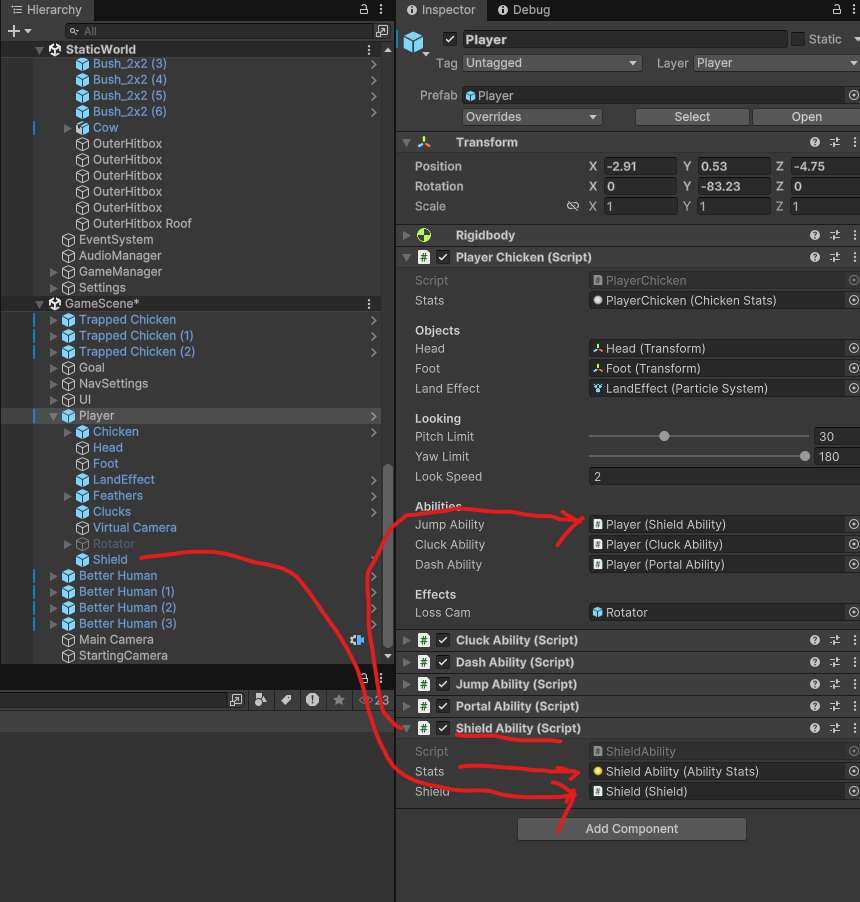 Hierarchy
All
StaticWorld
Bush_2x2 (3)
Bush_2x2 (4)
Bush_2x2 (5)
Bush_2x2 (6)
Cow
OuterHitbox
OuterHitbox
OuterHitbox
OuterHitbox
OuterHitbox
OuterHitbox Roof
EventSystem
AudioManager
GameManager
Settings
GameScene*
Trapped Chicken
Trapped Chicken (1)
Trapped Chicken (2)
Goal
NavSettings
UI
Player
Chicken
Head
Foot
LandEffect
Feathers
Clucks
Virtual Camera
Rotator
Shield
Better Human
Better Human (1)
Better Human (2)
Better Human (3)
Main Camera
StartingCamera
23
Inspector Debug
Player Static
Tag Untagged Layer Player
Prefab Player
Overrides Select Open
Transform
Position X -2.91 Y 0.53 Z -4.75
Rotation X 0 Y -83.23 Z 0
Scale X 1 Y 1 Z 1
Rigidbody
Player Chicken (Script)
Script PlayerChicken
Stats PlayerChicken (Chicken Stats)
Objects
Head Head (Transform)
Foot Foot (Transform)
Land Effect LandEffect (Particle System)
Looking
Pitch Limit 30
Yaw Limit 180
Look Speed 2
Abilities
Jump Ability Player (Shield Ability)
Cluck Ability Player (Cluck Ability)
Dash Ability Player (Portal Ability)
Effects
Loss Cam Rotator
Cluck Ability (Script)
Dash Ability (Script)
Jump Ability (Script)
Portal Ability (Script)
Shield Ability (Script)
Script ShieldAbility
Stats Shield Ability (Ability Stats)
Shield Shield (Shield)
Add Component